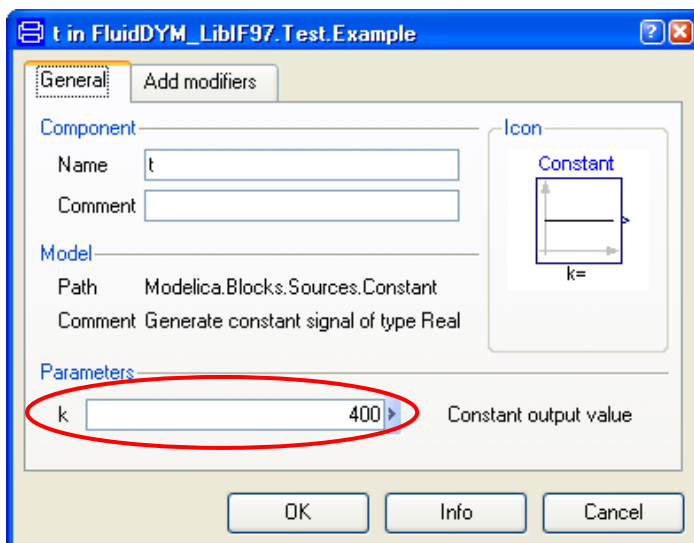 t in FluidDYM_LibIF97.Test.Example
General
Add modifiers
Component
Name t
Comment
Icon
Constant
k=
Model
Path Modelica.Blocks.Sources.Constant
Comment Generate constant signal of type Real
Parameters
k 400 Constant output value
OK Info Cancel